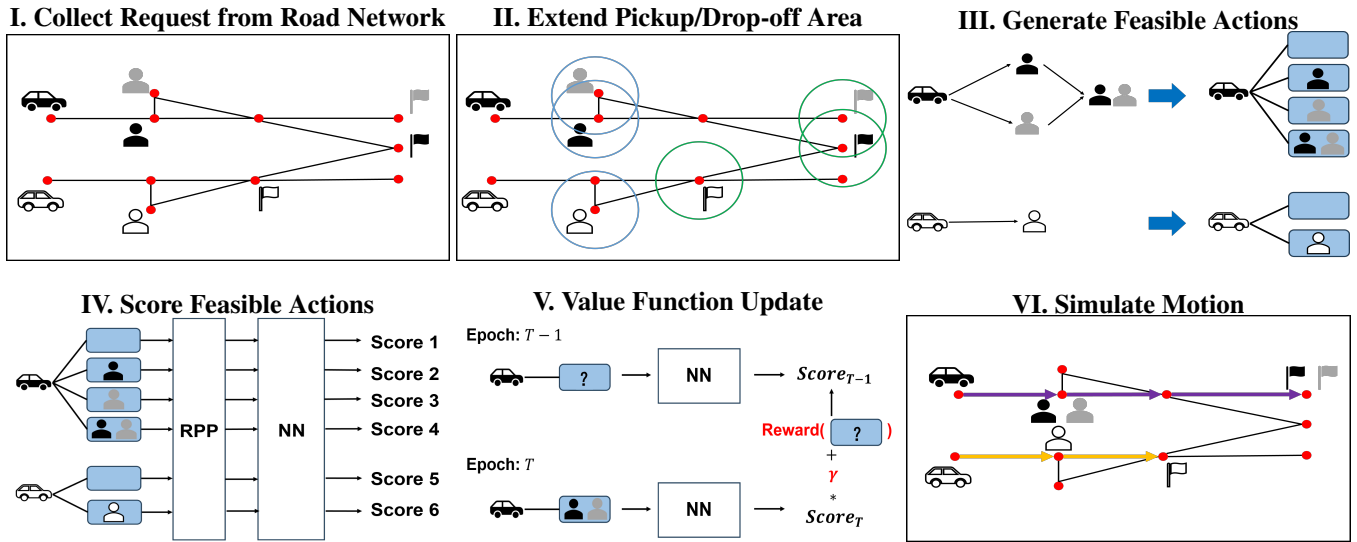 I. Collect Request from Road Network
II. Extend Pickup/Drop-off Area
III. Generate Feasible Actions
IV. Score Feasible Actions
RPP
NN
Score 1
Score 2
Score 3
Score 4
Score 5
Score 6
V. Value Function Update
Epoch: T − 1
?
NN
Score_{T−1}
Reward( ? )
+
γ
*
Epoch: T
NN
Score_T
VI. Simulate Motion